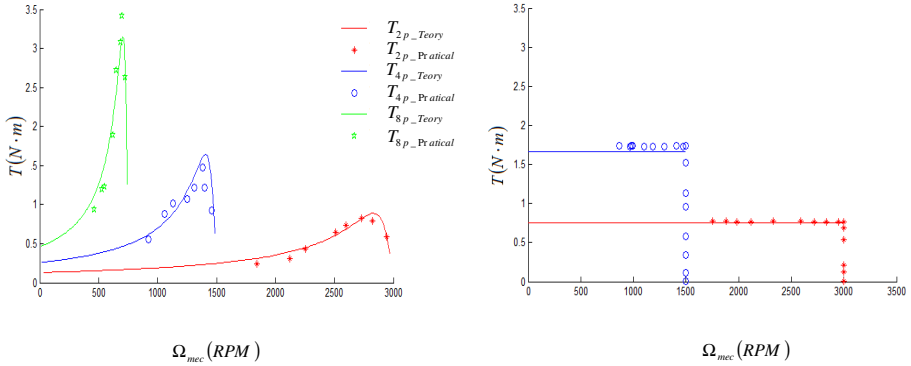 3.5
3
2.5
2
1.5
1
0.5
0
0 500 1000 1500 2000 2500 3000
T(N·m)
Ω_mec (RPM)
T_2p_Teory
T_2p_Pratical
T_4p_Teory
T_4p_Pratical
T_8p_Teory
T_8p_Pratical
3.5
3
2.5
2
1.5
1
0.5
0
0 500 1000 1500 2000 2500 3000 3500
T(N·m)
Ω_mec (RPM)